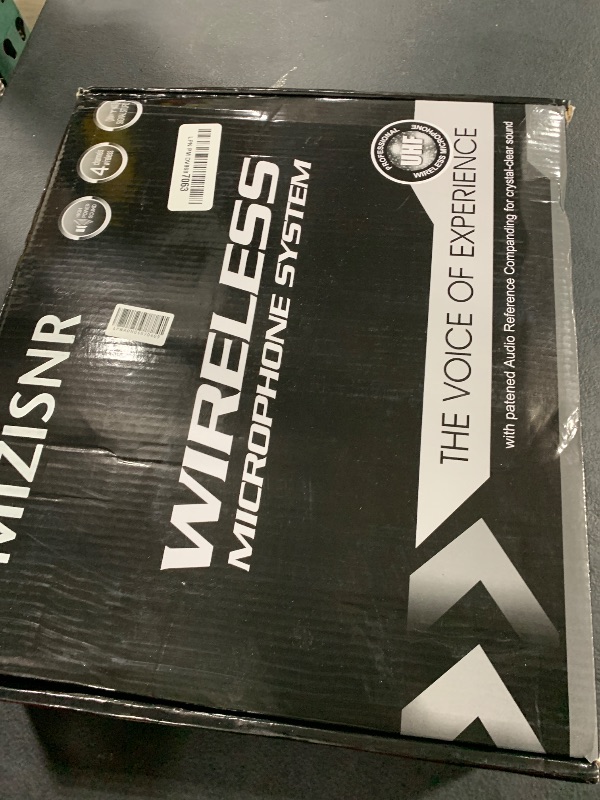 MIZISNR
WIRELESS
MICROPHONE SYSTEM
PROFESSIONAL
UHF
WIRELESS MICROPHONE
THE VOICE OF EXPERIENCE
with patened Audio Reference Companding for crystal-clear sound
4